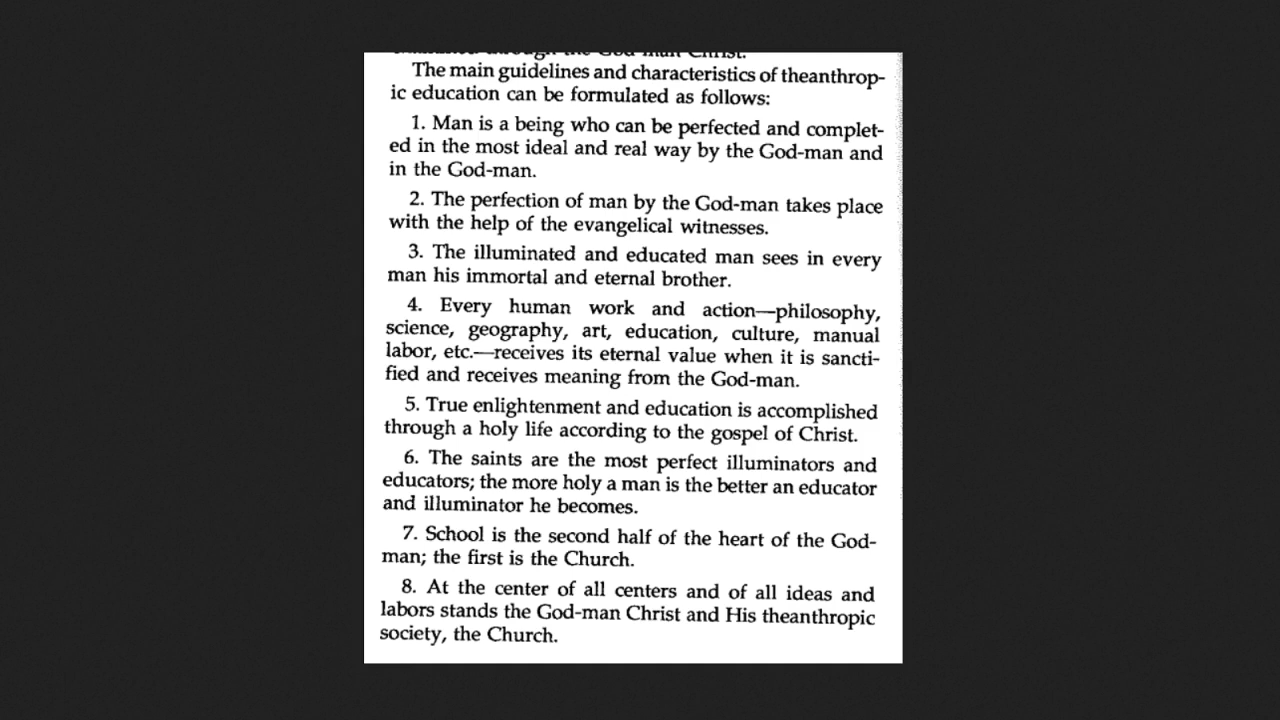 The main guidelines and characteristics of theanthrop-
ic education can be formulated as follows:
1. Man is a being who can be perfected and complet-
ed in the most ideal and real way by the God-man and
in the God-man.
2. The perfection of man by the God-man takes place
with the help of the evangelical witnesses.
3. The illuminated and educated man sees in every
man his immortal and eternal brother.
4. Every human work and action—philosophy,
science, geography, art, education, culture, manual
labor, etc.—receives its eternal value when it is sancti-
fied and receives meaning from the God-man.
5. True enlightenment and education is accomplished
through a holy life according to the gospel of Christ.
6. The saints are the most perfect illuminators and
educators; the more holy a man is the better an educator
and illuminator he becomes.
7. School is the second half of the heart of the God-
man; the first is the Church.
8. At the center of all centers and of all ideas and
labors stands the God-man Christ and His theanthropic
society, the Church.